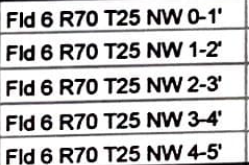 Fld 6 R70 T25 NW 0-1'
Fld 6 R70 T25 NW 1-2'
Fld 6 R70 T25 NW 2-3'
Fld 6 R70 T25 NW 3-4'
Fld 6 R70 T25 NW 4-5'